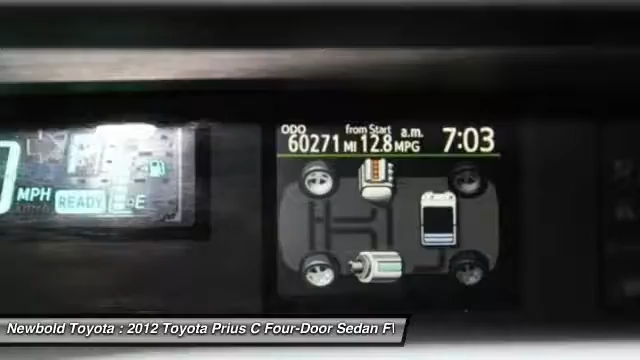 ODO from Start a.m. 7:03
60271 MI 12.8 MPG
MPH
READY E
Newbold Toyota : 2012 Toyota Prius C Four-Door Sedan